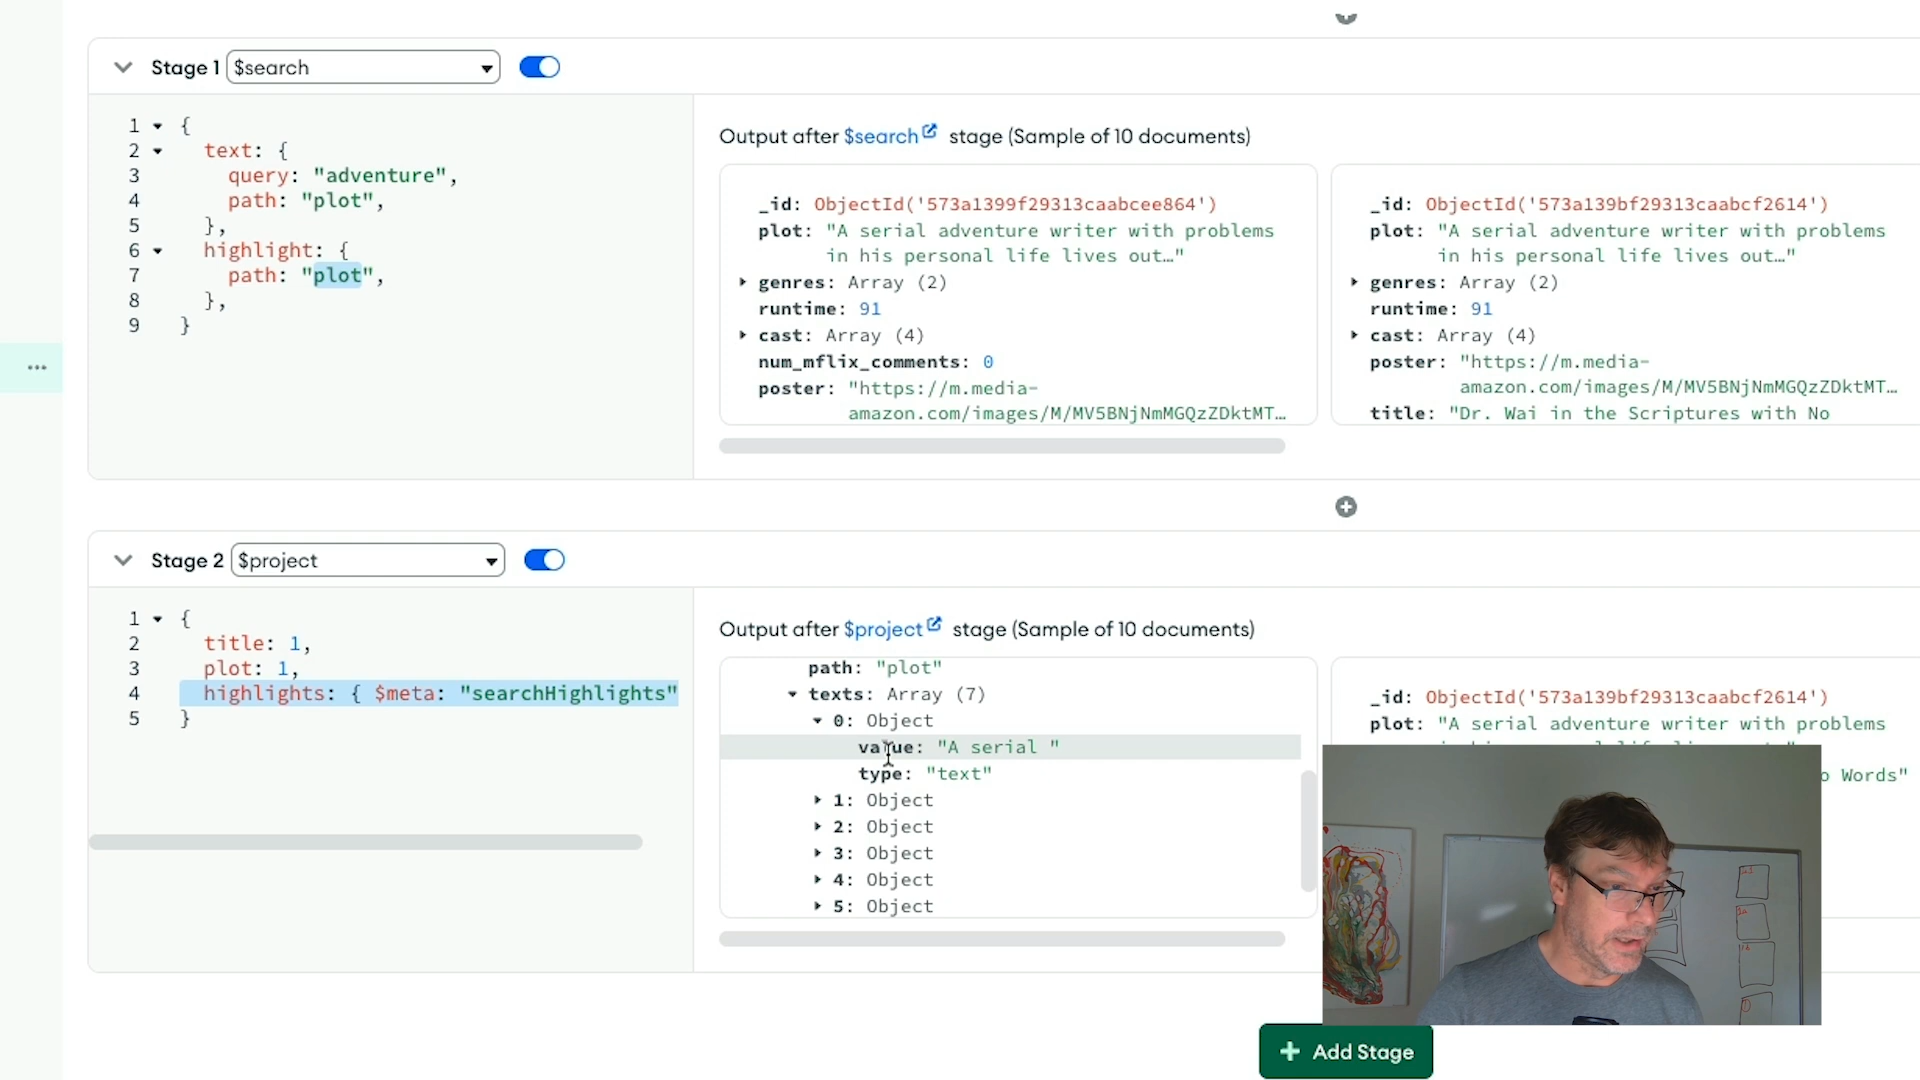 Stage 1 $search
1 {
2 text: {
3 query: "adventure",
4 path: "plot",
5 },
6 highlight: {
7 path: "plot",
8 },
9 }
Output after $search stage (Sample of 10 documents)
_id: ObjectId('573a1399f29313caabcee864')
plot: "A serial adventure writer with problems
in his personal life lives out…"
genres: Array (2)
runtime: 91
cast: Array (4)
num_mflix_comments: 0
poster: "https://m.media-
amazon.com/images/M/MV5BNjNmMGQzZDktMT…
_id: ObjectId('573a139bf29313caabcf2614')
plot: "A serial adventure writer with problems
in his personal life lives out…"
genres: Array (2)
runtime: 91
cast: Array (4)
poster: "https://m.media-
amazon.com/images/M/MV5BNjNmMGQzZDktMT…
title: "Dr. Wai in the Scriptures with No
Stage 2 $project
1 {
2 title: 1,
3 plot: 1,
4 highlights: { $meta: "searchHighlights"
5 }
Output after $project stage (Sample of 10 documents)
path: "plot"
texts: Array (7)
0: Object
value: "A serial "
type: "text"
1: Object
2: Object
3: Object
4: Object
5: Object
_id: ObjectId('573a139bf29313caabcf2614')
plot: "A serial adventure writer with problems
o Words"
Add Stage